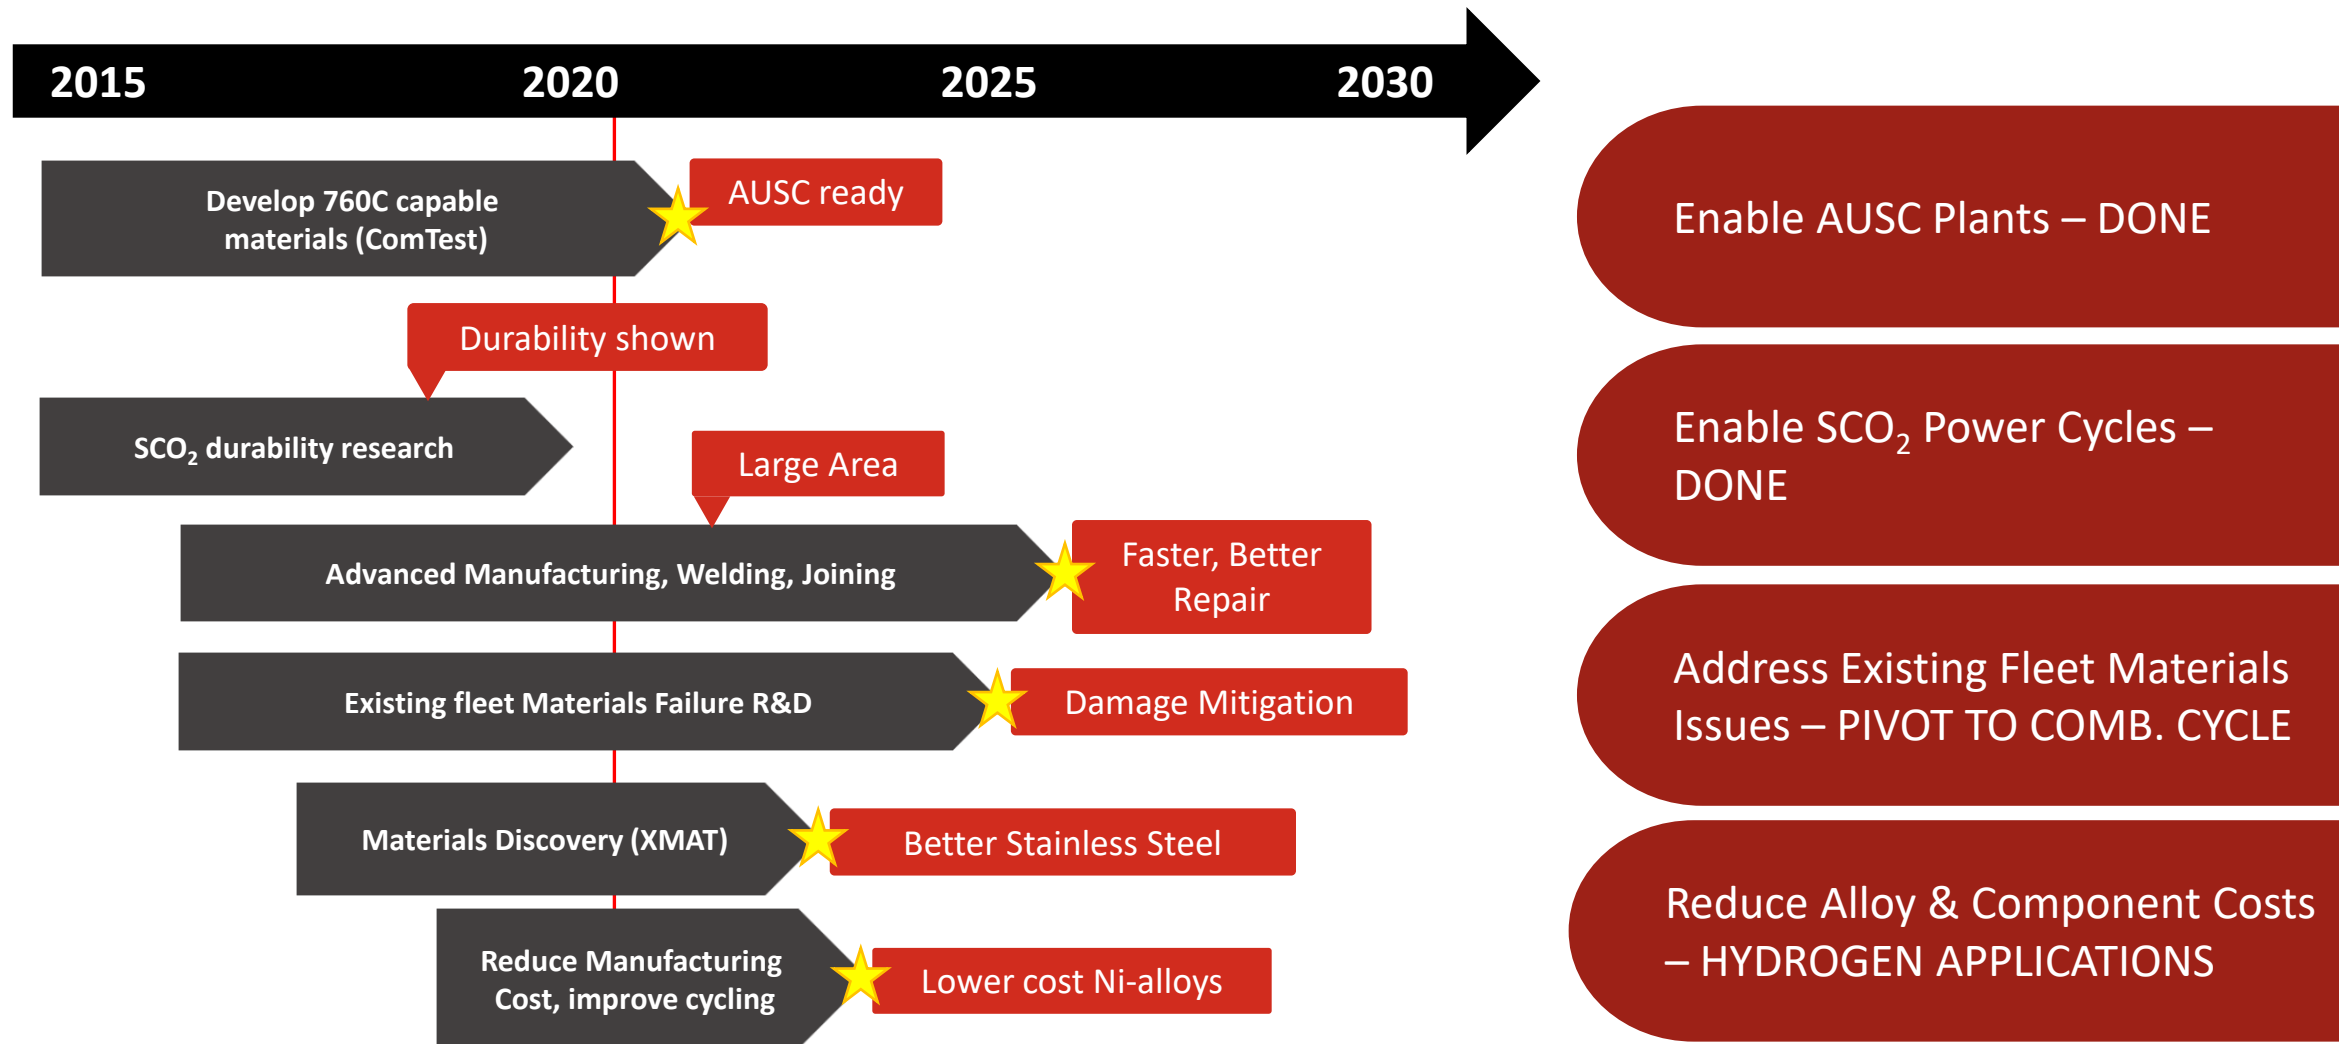 2015 2020 2025 2030
Develop 760C capable
materials (ComTest)
AUSC ready
Durability shown
SCO₂ durability research
Large Area
Advanced Manufacturing, Welding, Joining
Faster, Better
Repair
Existing fleet Materials Failure R&D
Damage Mitigation
Materials Discovery (XMAT)
Better Stainless Steel
Reduce Manufacturing
Cost, improve cycling
Lower cost Ni-alloys
Enable AUSC Plants – DONE
Enable SCO₂ Power Cycles –
DONE
Address Existing Fleet Materials
Issues – PIVOT TO COMB. CYCLE
Reduce Alloy & Component Costs
– HYDROGEN APPLICATIONS